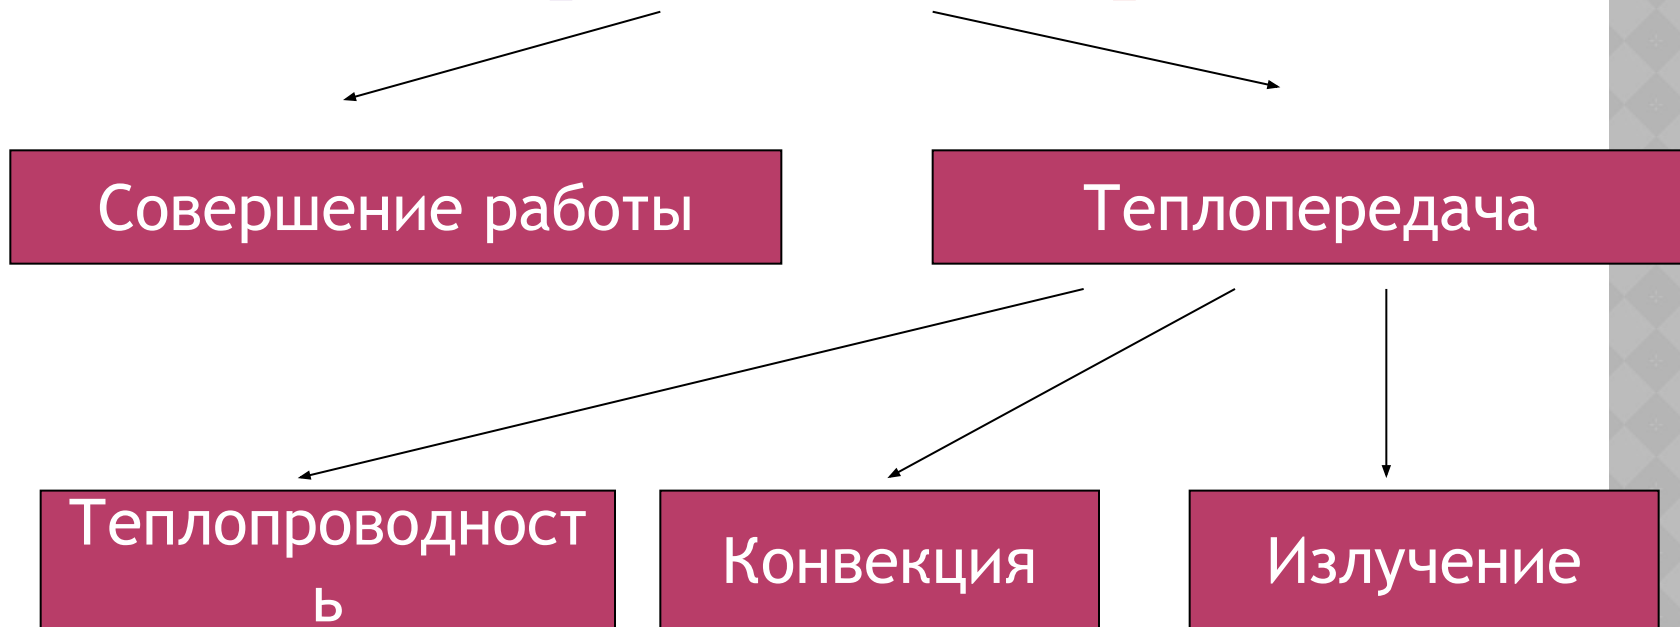 Совершение работы
Теплопередача
Теплопроводност
ь
Конвекция
Излучение